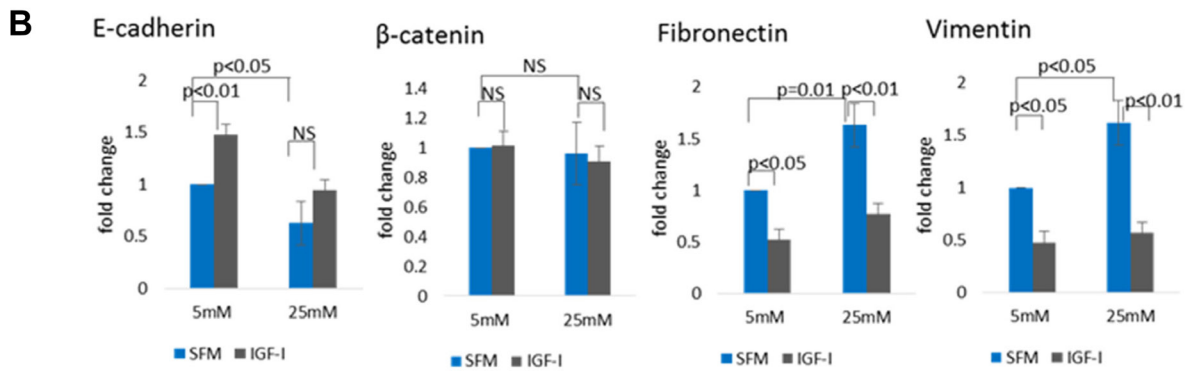 B
E-cadherin
p<0.05
p<0.01
NS
fold change
2
1.5
1
0.5
0
5mM
25mM
SFM
IGF-I
β-catenin
NS
NS
NS
fold change
1.4
1.2
1
0.8
0.6
0.4
0.2
0
5mM
25mM
SFM
IGF-I
Fibronectin
p=0.01
p<0.01
p<0.05
fold change
2
1.5
1
0.5
0
5mM
25mM
SFM
IGF-I
Vimentin
p<0.05
p<0.05
p<0.01
fold change
2
1.5
1
0.5
0
5mM
25mM
SFM
IGF-I